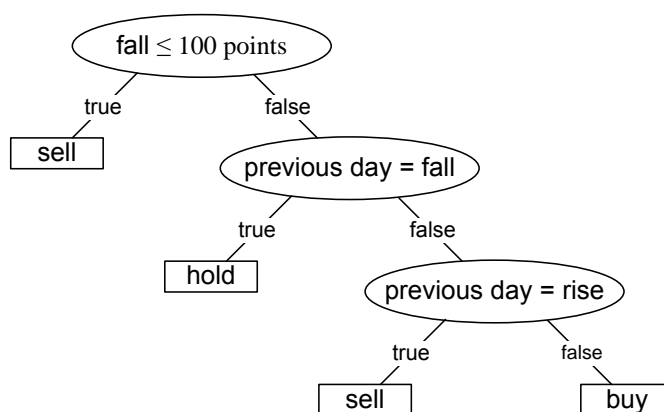 fall ≤ 100 points
true
false
sell
previous day = fall
true
false
hold
previous day = rise
true
false
sell
buy